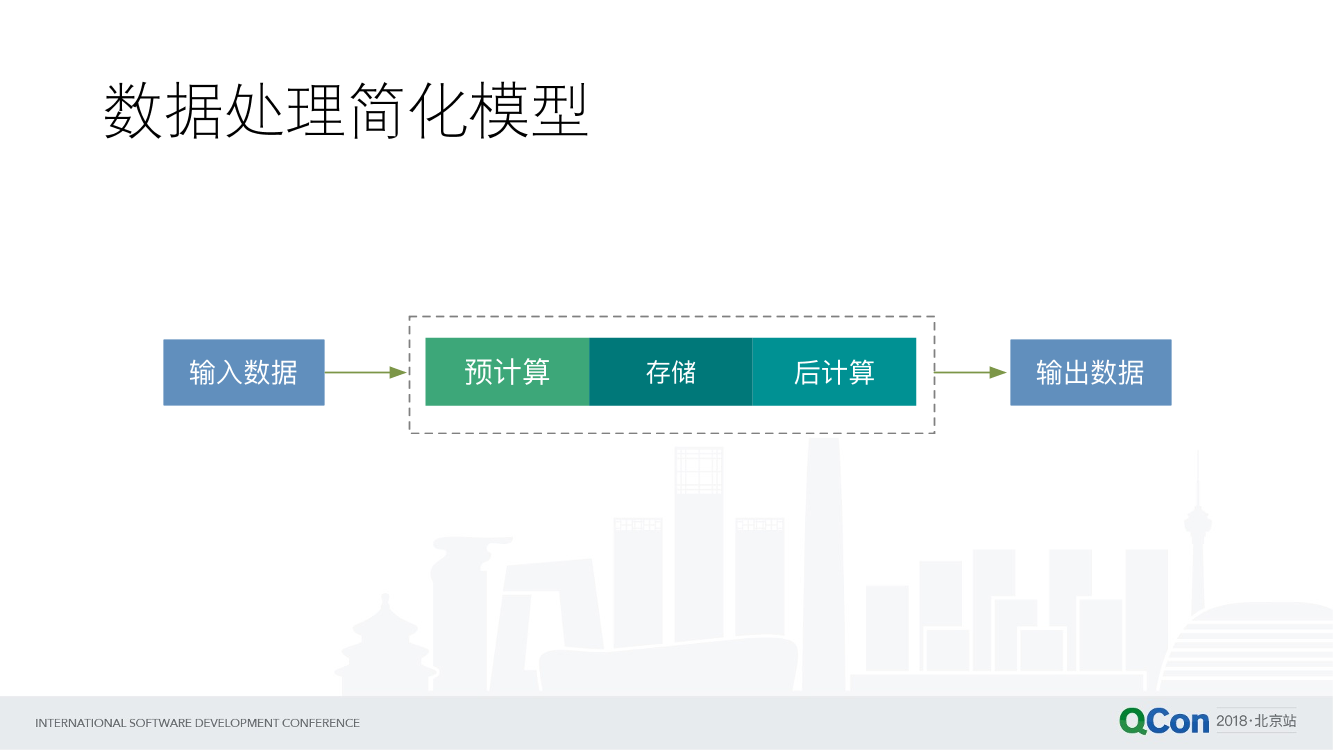 数据处理简化模型
输入数据
预计算
存储
后计算
输出数据
INTERNATIONAL SOFTWARE DEVELOPMENT CONFERENCE
QCon 2018·北京站